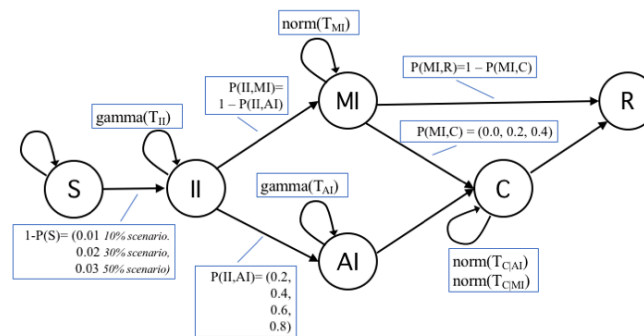 norm(T_MI)
P(MI,R)=1 – P(MI,C)
P(II,MI)=
1 – P(II,AI)
MI
R
gamma(T_II)
P(MI,C) = (0.0, 0.2, 0.4)
gamma(T_AI)
S
II
C
1-P(S)= (0.01 10% scenario.
0.02 30% scenario,
0.03 50% scenario)
AI
P(II,AI)= (0.2,
0.4,
0.6,
0.8)
norm(T_C|AI)
norm(T_C|MI)